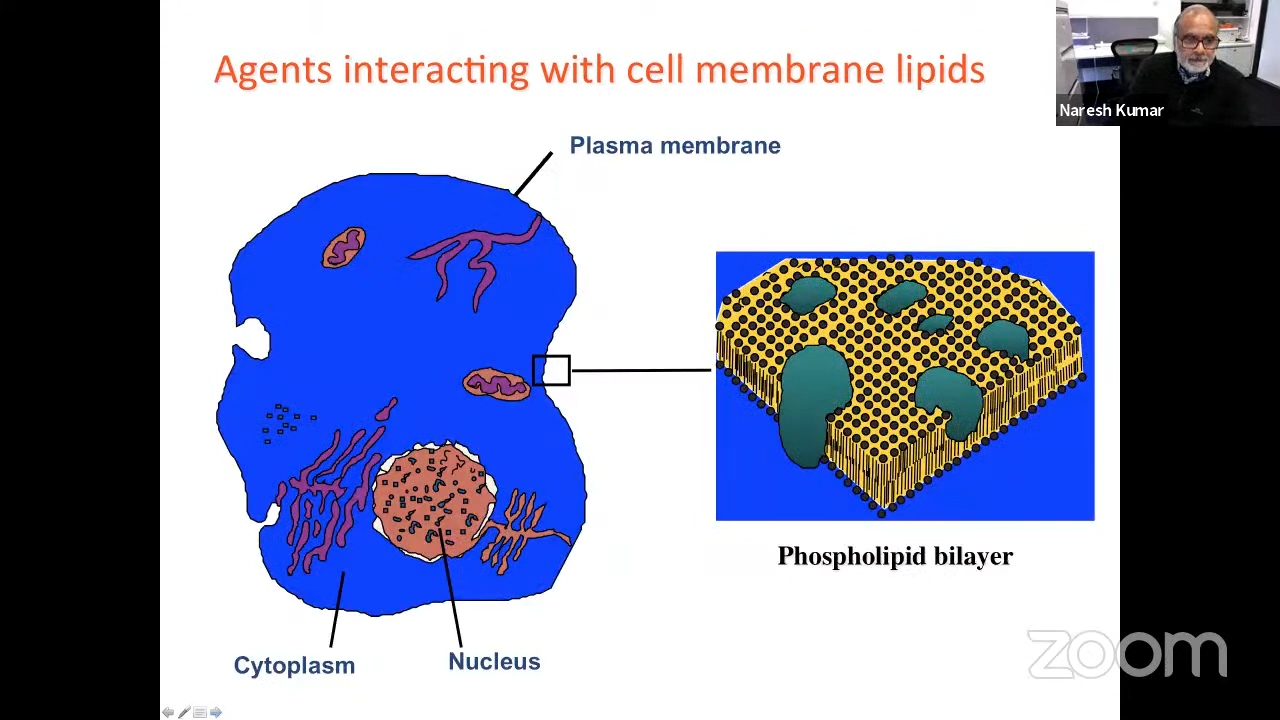 Agents interacting with cell membrane lipids
Naresh Kumar
Plasma membrane
Phospholipid bilayer
Cytoplasm
Nucleus
zoom